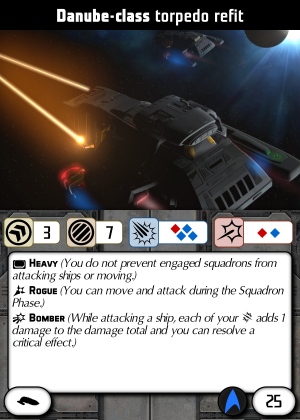 Danube-class torpedo refit
3 7
HEAVY (You do not prevent engaged squadrons from
attacking ships or moving.)
ROGUE (You can move and attack during the Squadron
Phase.)
BOMBER (While attacking a ship, each of your adds 1
damage to the damage total and you can resolve a
critical effect.)
25